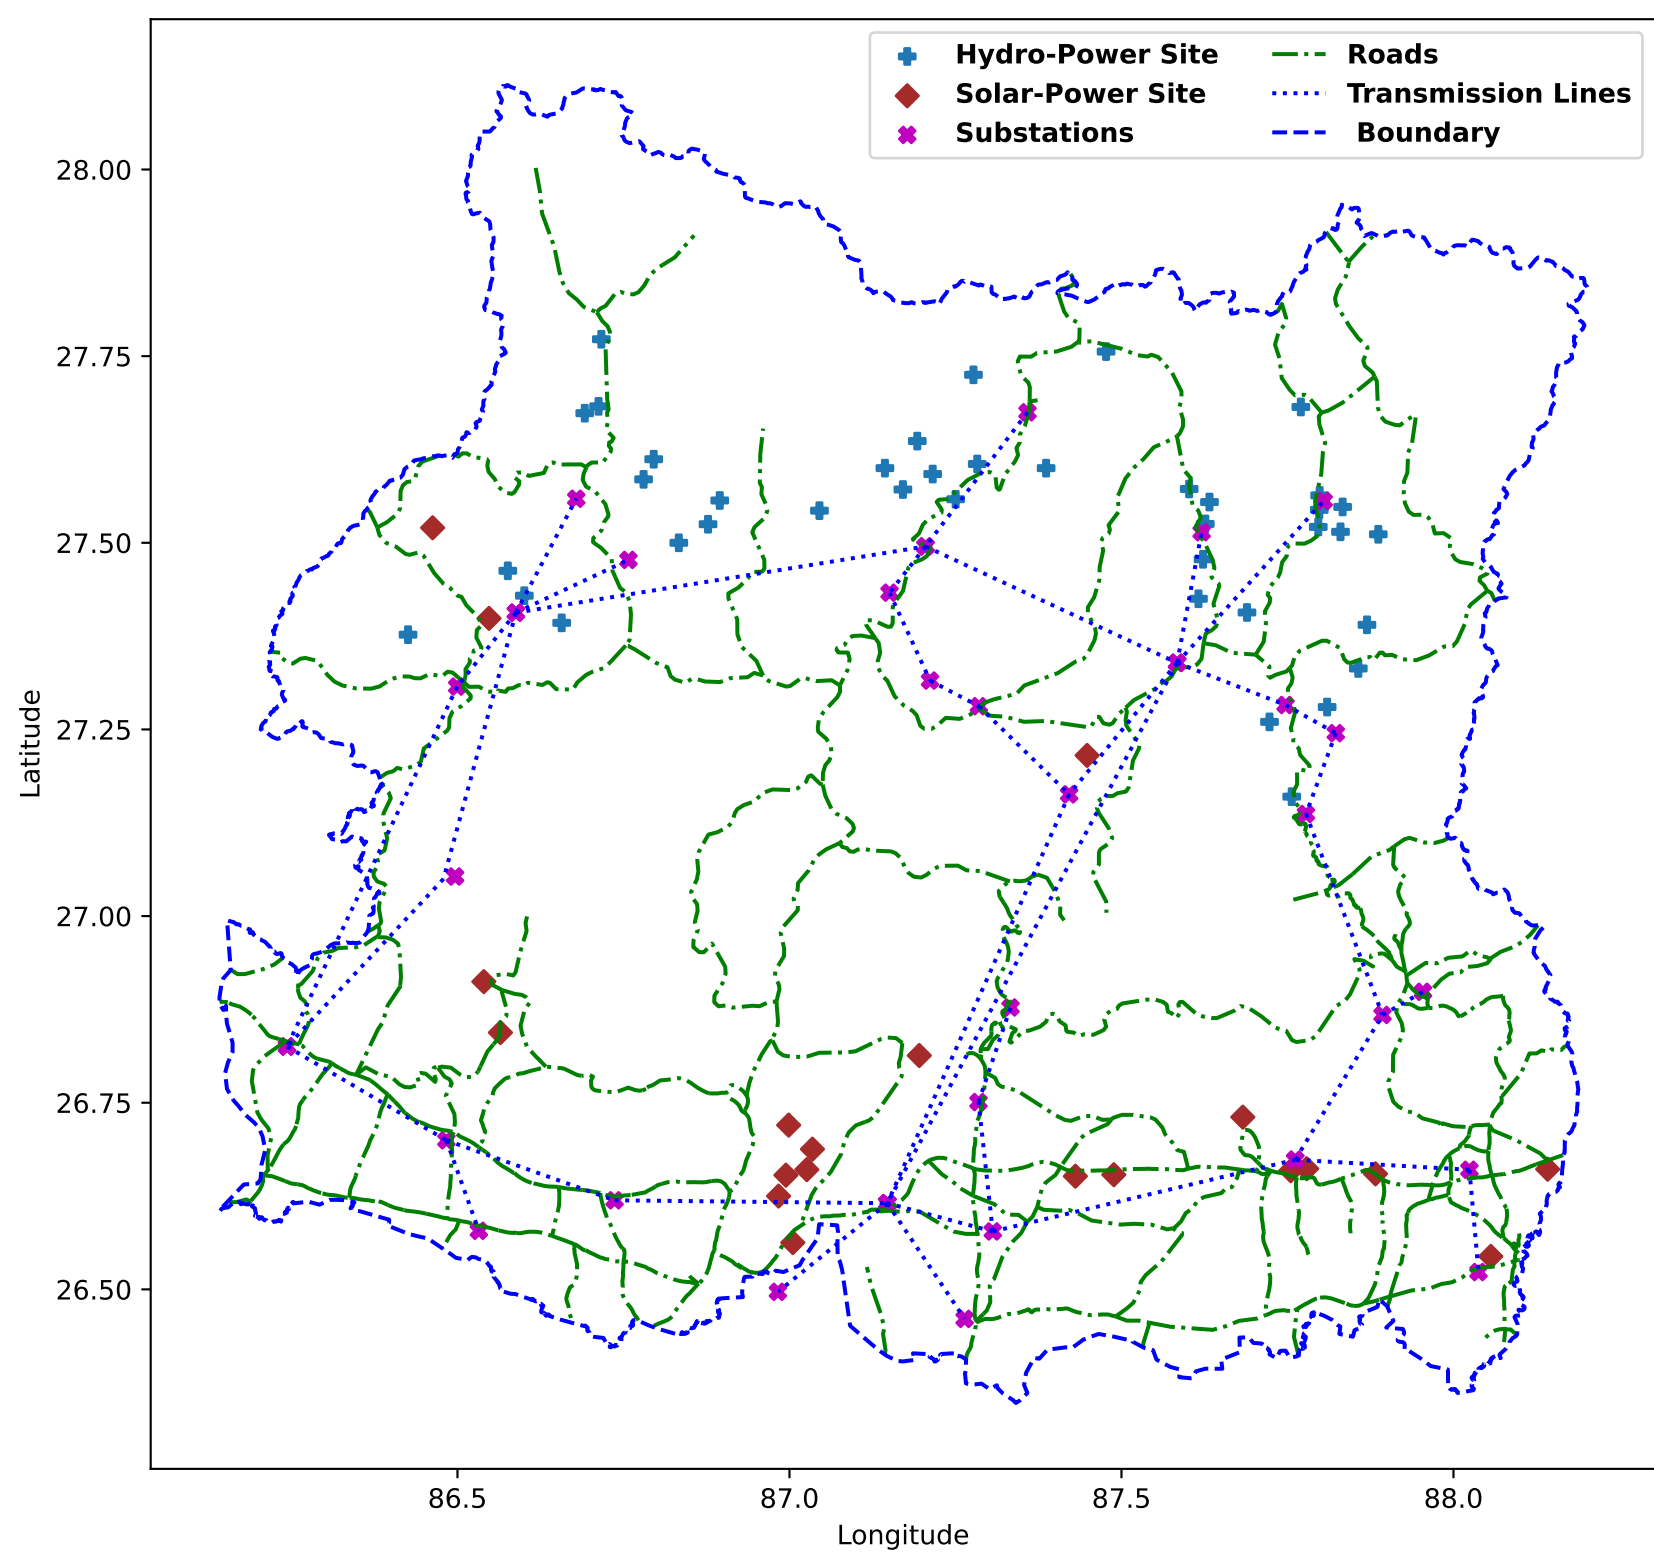 Hydro-Power Site
Solar-Power Site
Substations
Roads
Transmission Lines
Boundary
28.00
27.75
27.50
27.25
27.00
26.75
26.50
Latitude
86.5
87.0
87.5
88.0
Longitude